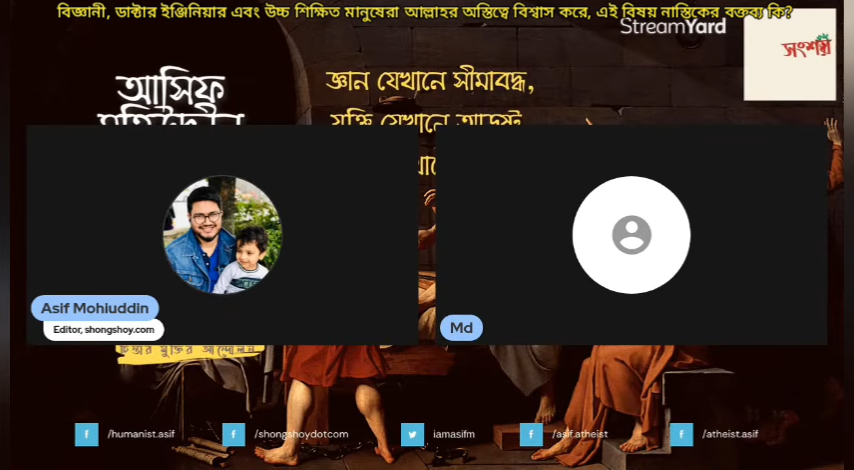 বিজ্ঞানী, ডাক্টার ইঞ্জিনিয়ার এবং উচ্চ শিক্ষিত মানুষেরা আল্লাহর অস্তিত্বে বিশ্বাস করে, এই বিষয় নাস্তিকের বক্তব্য কি?
StreamYard
সংশয়
আসিফ
জ্ঞান যেখানে সীমাবদ্ধ,
Asif Mohiuddin
Editor, shongshoy.com
Md
/humanist.asif
/shongshoydotcom
iamasifm
/asif.atheist
/atheist.asif